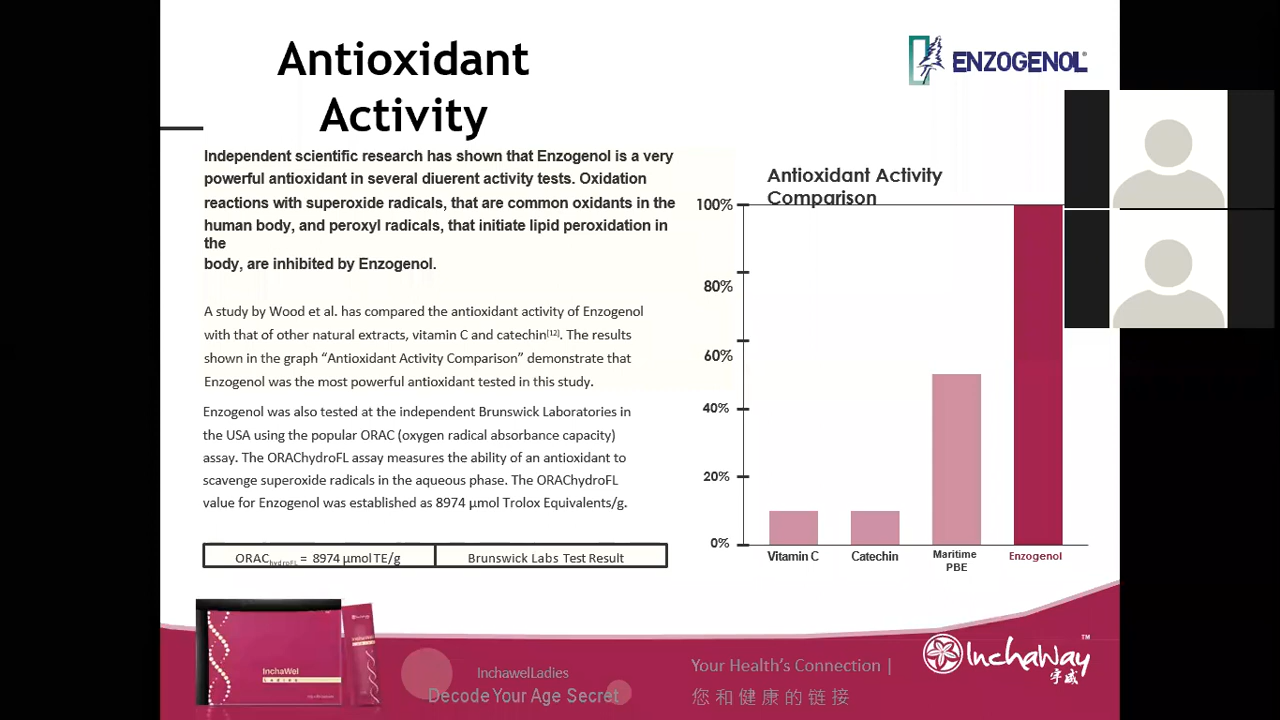 Antioxidant
Activity
ENZOGENOL®
Independent scientific research has shown that Enzogenol is a very
powerful antioxidant in several diuerent activity tests. Oxidation
reactions with superoxide radicals, that are common oxidants in the
human body, and peroxyl radicals, that initiate lipid peroxidation in
the
body, are inhibited by Enzogenol.
A study by Wood et al. has compared the antioxidant activity of Enzogenol
with that of other natural extracts, vitamin C and catechin[12]. The results
shown in the graph “Antioxidant Activity Comparison” demonstrate that
Enzogenol was the most powerful antioxidant tested in this study.
Enzogenol was also tested at the independent Brunswick Laboratories in
the USA using the popular ORAC (oxygen radical absorbance capacity)
assay. The ORAChydroFL assay measures the ability of an antioxidant to
scavenge superoxide radicals in the aqueous phase. The ORAChydroFL
value for Enzogenol was established as 8974 µmol Trolox Equivalents/g.
ORAChydroFL = 8974 µmol TE/g
Brunswick Labs Test Result
Antioxidant Activity
Comparison
100%
80%
60%
40%
20%
0%
Vitamin C
Catechin
Maritime
PBE
Enzogenol
InchaWel
LADIES
InchawelLadies
Decode Your Age Secret
Your Health's Connection |
您和健康的链接
InchaWay™
宇威